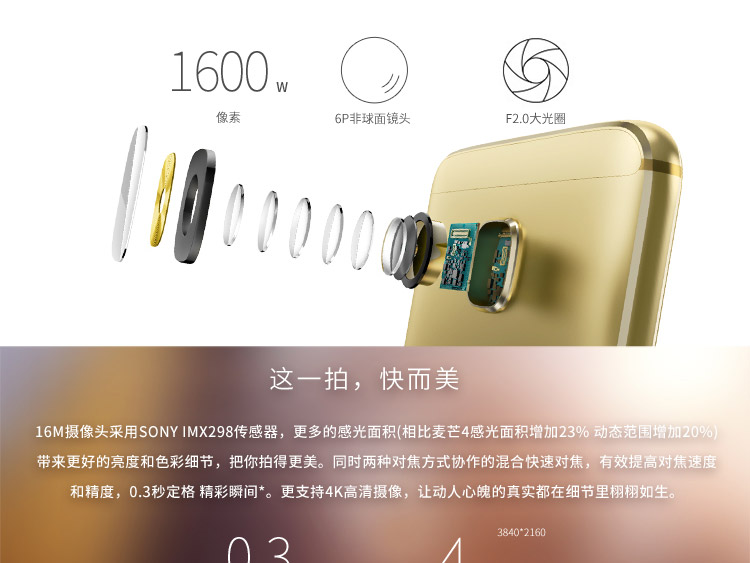 1600 W
像素
6P非球面镜头
F2.0大光圈
这一拍，快而美
16M摄像头采用SONY IMX298传感器，更多的感光面积(相比麦芒4感光面积增加23% 动态范围增加20%)
带来更好的亮度和色彩细节，把你拍得更美。同时两种对焦方式协作的混合快速对焦，有效提高对焦速度
和精度，0.3秒定格 精彩瞬间*。更支持4K高清摄像，让动人心魄的真实都在细节里栩栩如生。
3840*2160
0.3 4